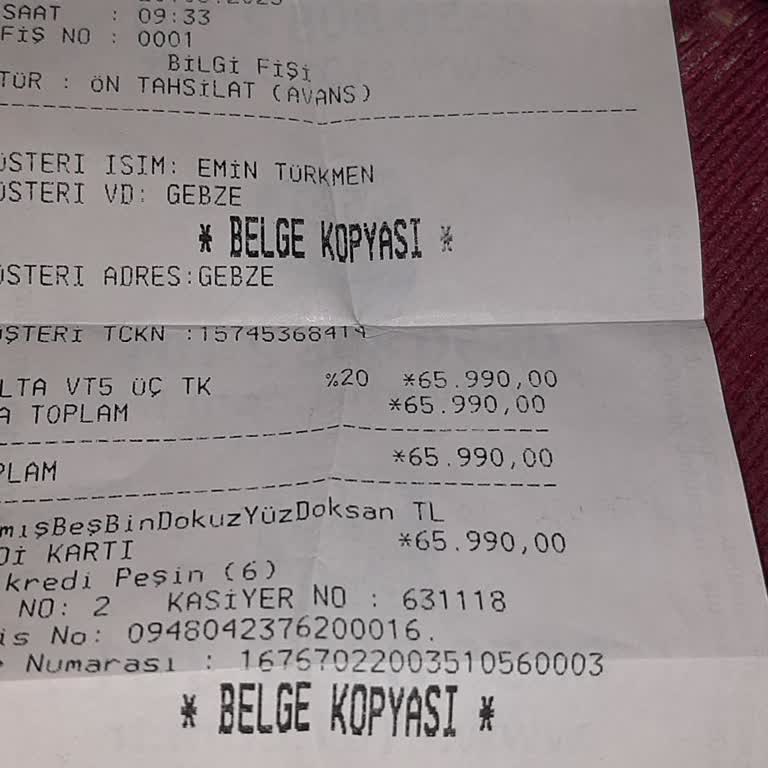 SAAT : 09:33
FİŞ NO : 0001
BİLGİ FİŞİ
TÜR : ÖN TAHSİLAT (AVANS)
ÜSTERI ISIM: EMİN TÜRKMEN
ÜSTERI VD: GEBZE
* BELGE KOPYASI *
ÜSTERI ADRES:GEBZE
ÜŞTERİ TCKN :15745368414
LTA VT5 ÜÇ TK %20 *65.990,00
A TOPLAM *65.990,00
PLAM *65.990,00
mışBeşBinDokuzYüzDoksan TL
Dİ KARTI *65.990,00
kredi Peşin (6)
NO: 2 KASİYER NO : 631118
is No: 0948042376200016.
Numarası : 16767022003510560003
* BELGE KOPYASI *